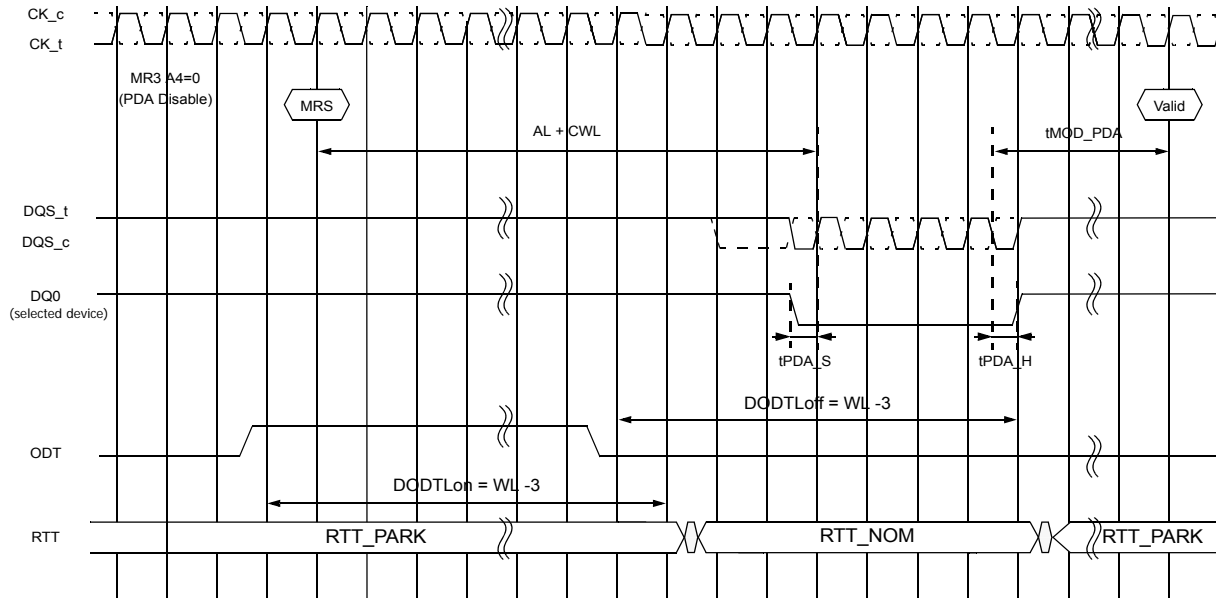 CK_c
CK_t
MR3 A4=0
(PDA Disable)
MRS
Valid
AL + CWL
tMOD_PDA
DQS_t
DQS_c
DQ0
(selected device)
tPDA_S
tPDA_H
DODTLoff = WL -3
ODT
DODTLon = WL -3
RTT
RTT_PARK
RTT_NOM
RTT_PARK